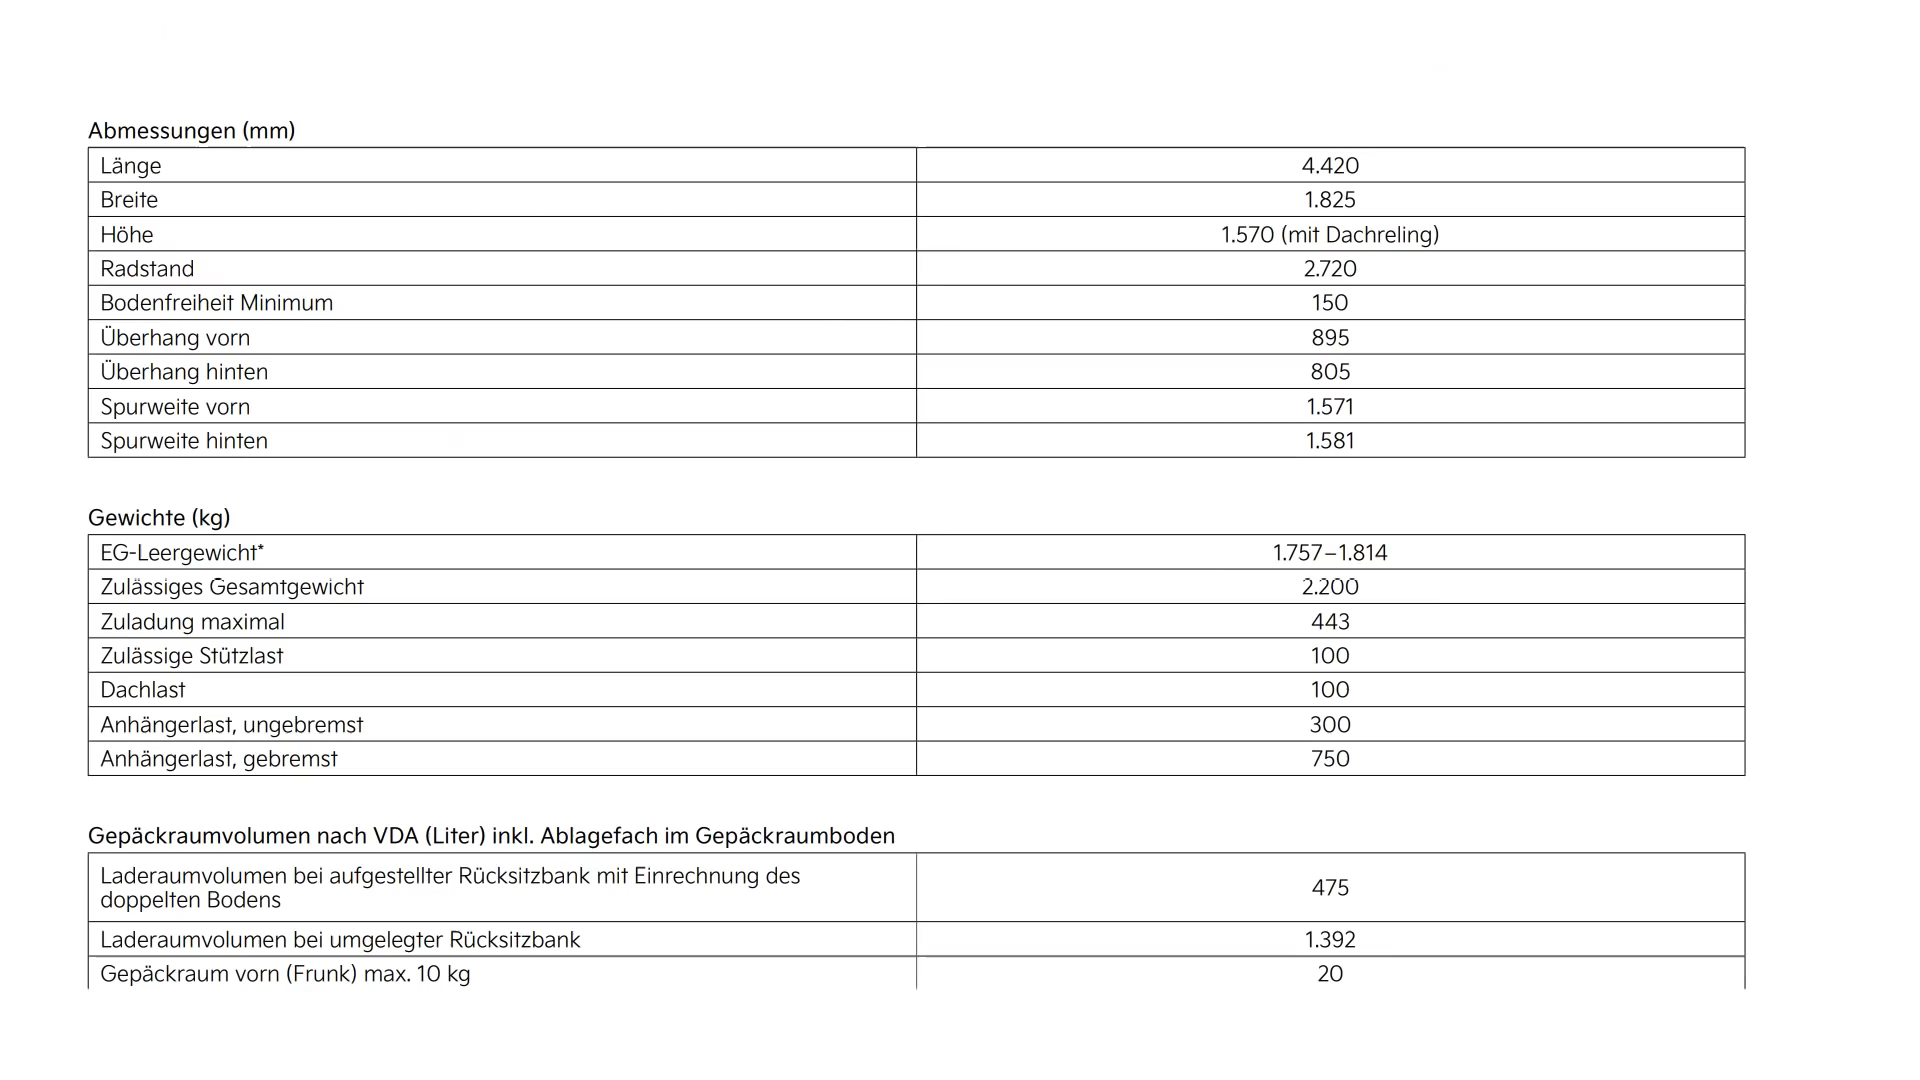 Abmessungen (mm)
Länge 4.420
Breite 1.825
Höhe 1.570 (mit Dachreling)
Radstand 2.720
Bodenfreiheit Minimum 150
Überhang vorn 895
Überhang hinten 805
Spurweite vorn 1.571
Spurweite hinten 1.581
Gewichte (kg)
EG-Leergewicht* 1.757–1.814
Zulässiges Gesamtgewicht 2.200
Zuladung maximal 443
Zulässige Stützlast 100
Dachlast 100
Anhängerlast, ungebremst 300
Anhängerlast, gebremst 750
Gepäckraumvolumen nach VDA (Liter) inkl. Ablagefach im Gepäckraumboden
Laderaumvolumen bei aufgestellter Rücksitzbank mit Einrechnung des
doppelten Bodens 475
Laderaumvolumen bei umgelegter Rücksitzbank 1.392
Gepäckraum vorn (Frunk) max. 10 kg 20